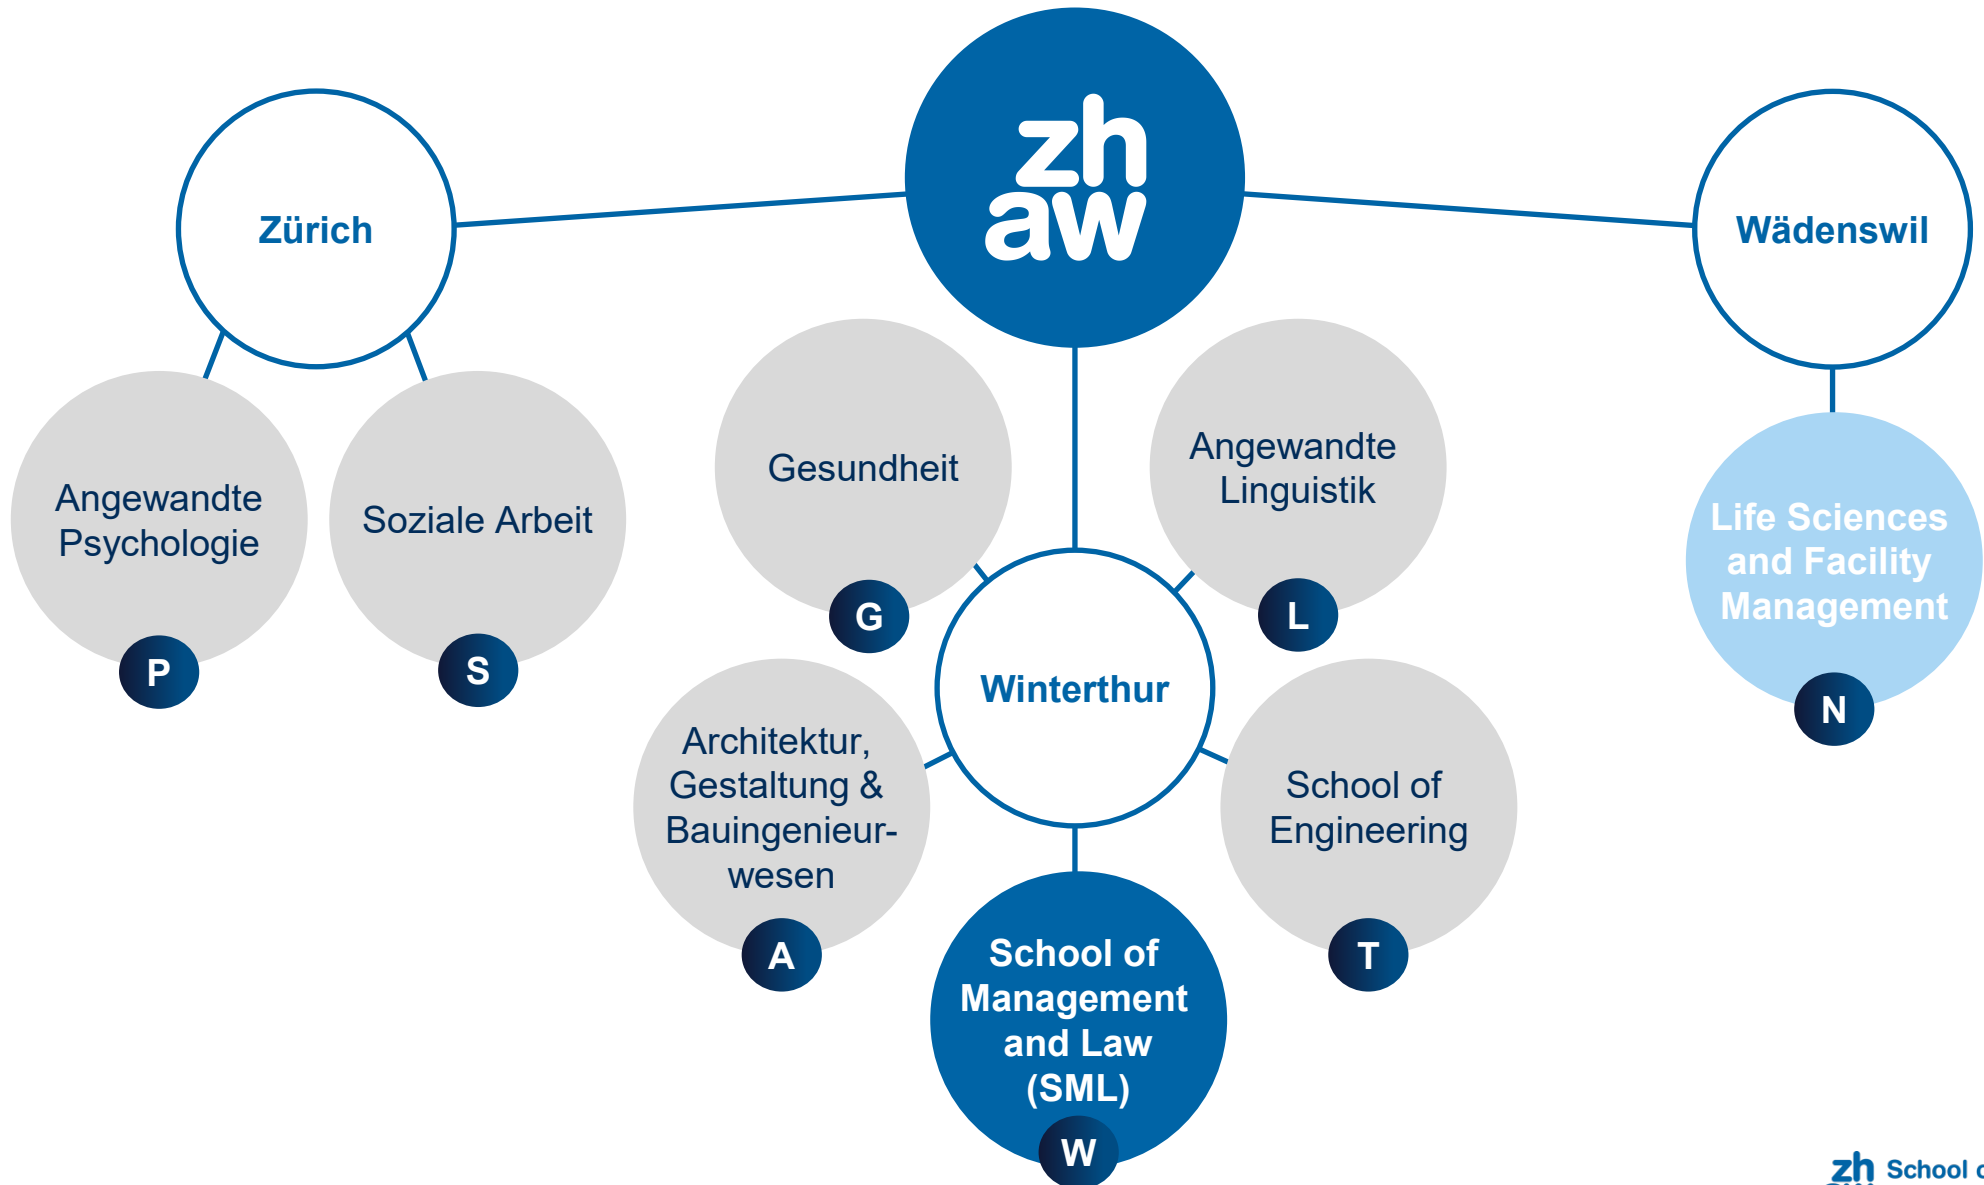 zh
aw
Zürich
Wädenswil
Angewandte
Psychologie
P
Soziale Arbeit
S
Gesundheit
G
Angewandte
Linguistik
L
Life Sciences
and Facility
Management
N
Winterthur
Architektur,
Gestaltung &
Bauingenieur-
wesen
A
School of
Engineering
T
School of
Management
and Law
(SML)
W
zh School